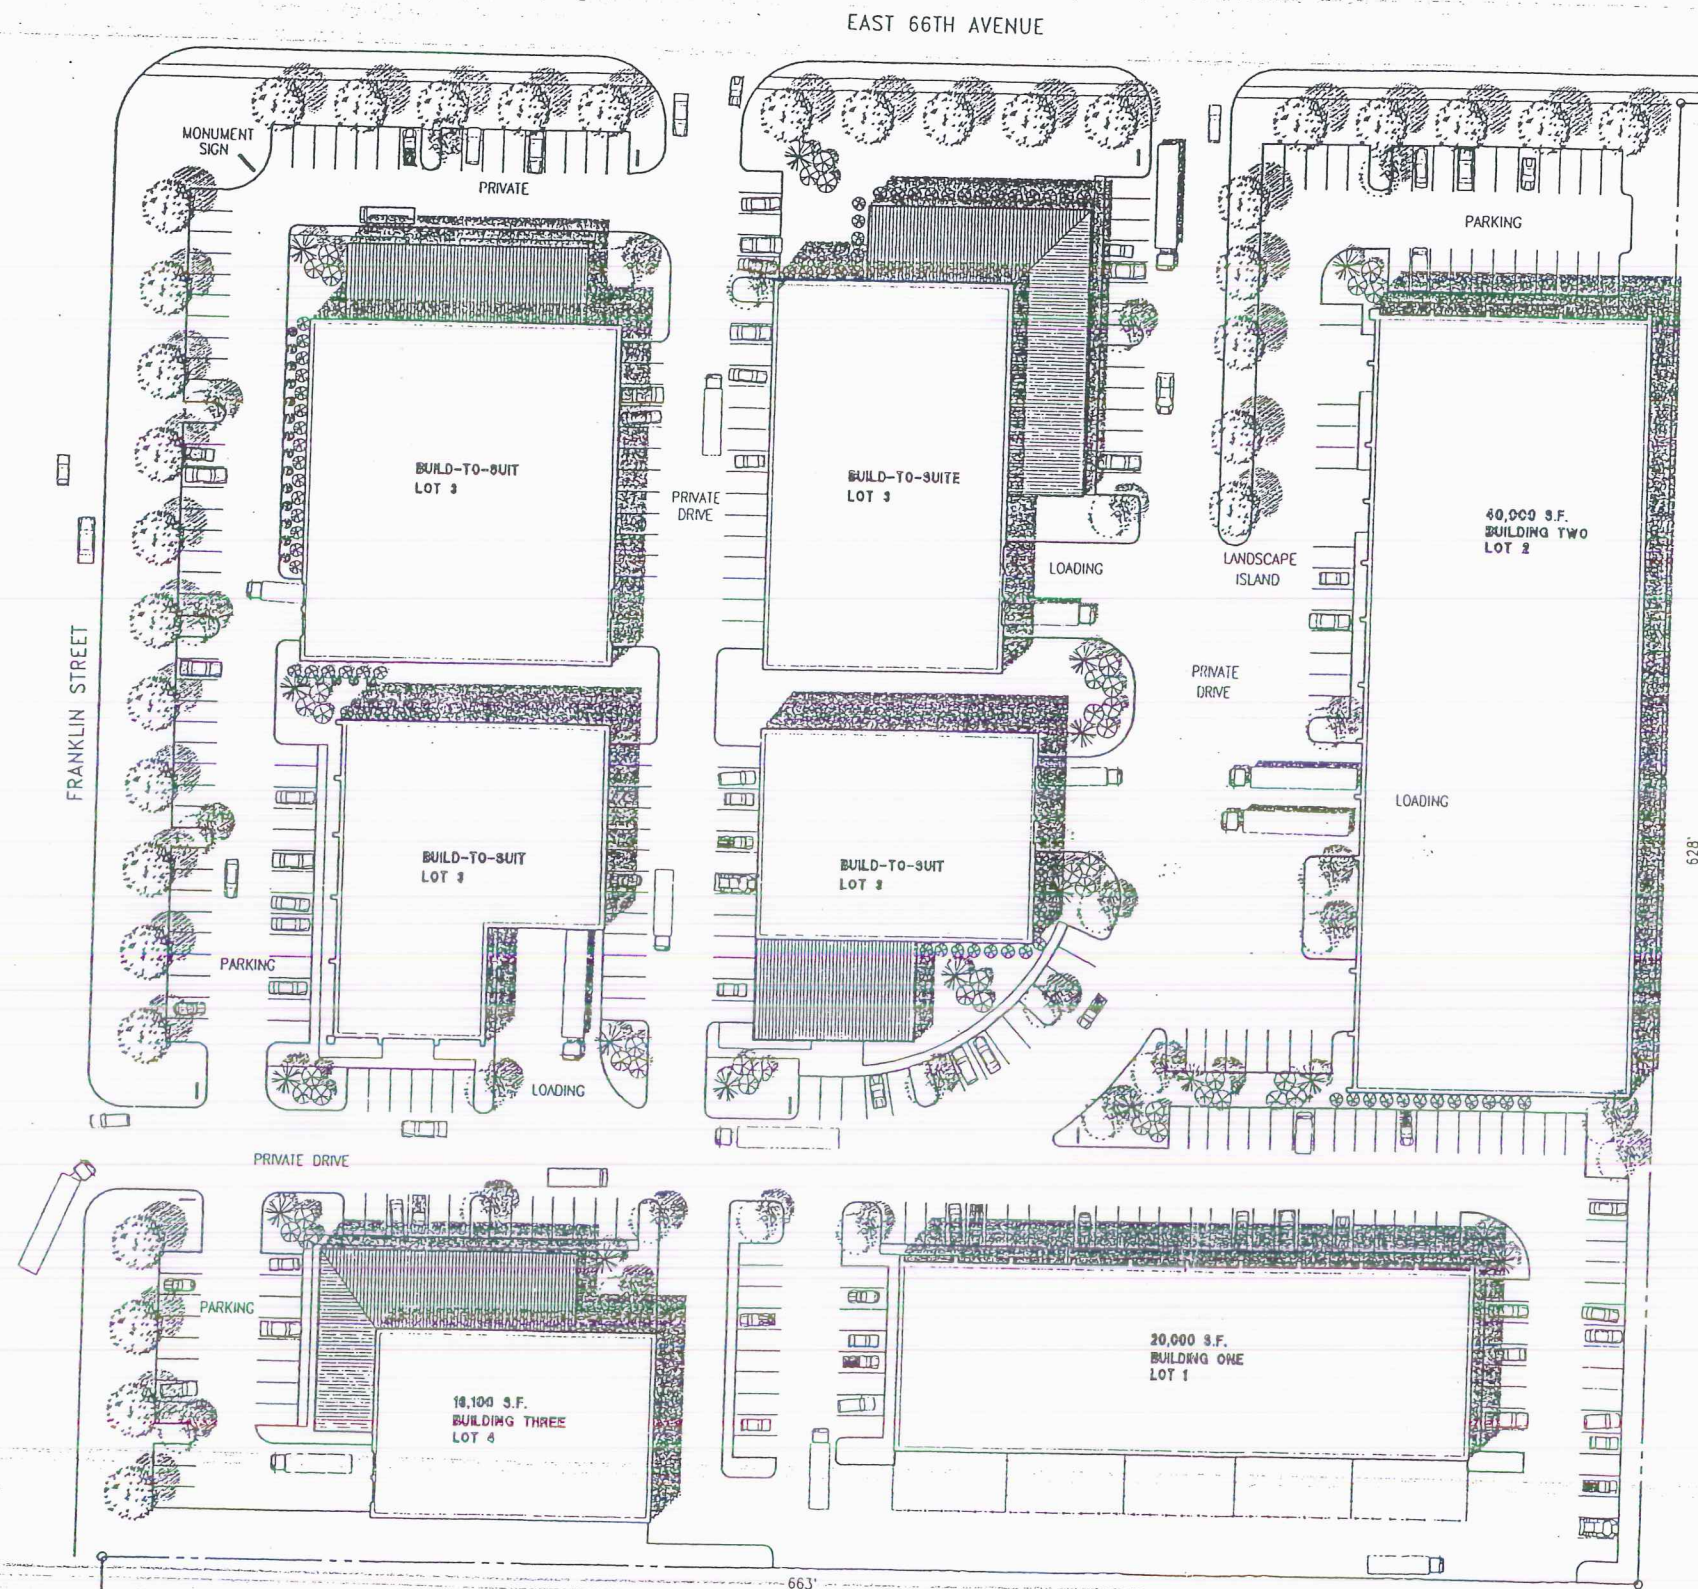 EAST 66TH AVENUE
MONUMENT
SIGN
PRIVATE
PARKING
BUILD-TO-SUIT
LOT 3
PRIVATE
DRIVE
BUILD-TO-SUITE
LOT 3
LOADING
LANDSCAPE
ISLAND
40,000 S.F.
BUILDING TWO
LOT 2
FRANKLIN STREET
PRIVATE
DRIVE
LOADING
628'
BUILD-TO-SUIT
LOT 3
BUILD-TO-SUIT
LOT 3
PARKING
LOADING
PRIVATE DRIVE
PARKING
20,000 S.F.
BUILDING ONE
LOT 1
S.F.
BUILDING THREE
LOT 4
663'